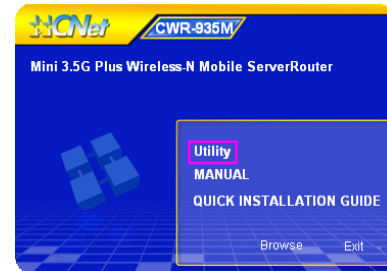 CNet
CWR-935M
Mini 3.5G Plus Wireless-N Mobile ServerRouter
Utility
MANUAL
QUICK INSTALLATION GUIDE
Browse Exit